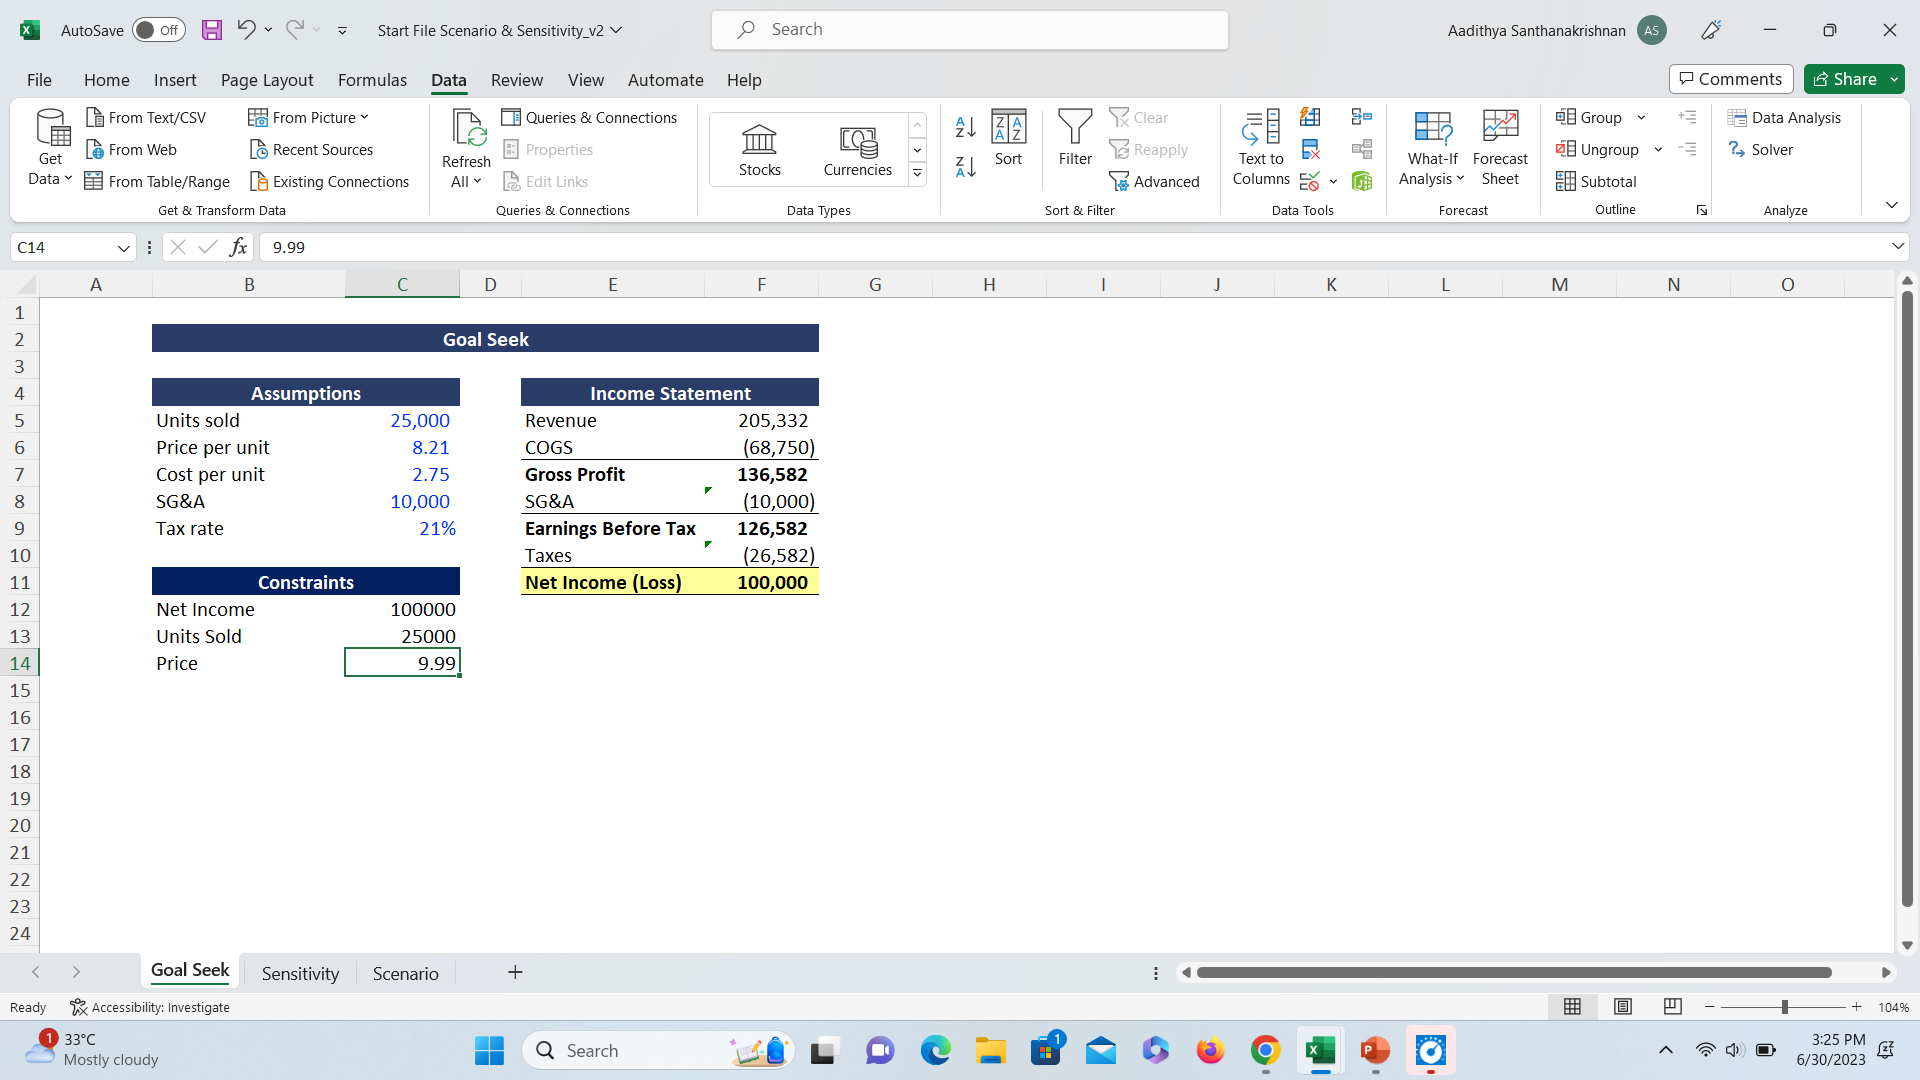 AutoSave Off Start File Scenario & Sensitivity_v2 Search Aadithya Santhanakrishnan AS
File Home Insert Page Layout Formulas Data Review View Automate Help Comments Share
Get Data From Text/CSV From Web From Table/Range From Picture Recent Sources Existing Connections
Get & Transform Data
Refresh All Queries & Connections Properties Edit Links
Queries & Connections
Stocks Currencies
Data Types
Sort Filter Clear Reapply Advanced
Sort & Filter
Text to Columns
Data Tools
What-If Analysis Forecast Sheet
Forecast
Group Ungroup Subtotal
Outline
Data Analysis Solver
Analyze
C14 fx 9.99
A B C D E F G H I J K L M N O
1
2 Goal Seek
3
4 Assumptions Income Statement
5 Units sold 25,000 Revenue 205,332
6 Price per unit 8.21 COGS (68,750)
7 Cost per unit 2.75 Gross Profit 136,582
8 SG&A 10,000 SG&A (10,000)
9 Tax rate 21% Earnings Before Tax 126,582
10 Taxes (26,582)
11 Constraints Net Income (Loss) 100,000
12 Net Income 100000
13 Units Sold 25000
14 Price 9.99
15
16
17
18
19
20
21
22
23
24
Goal Seek Sensitivity Scenario
Ready Accessibility: Investigate 104%
1 33°C Search 1 3:25 PM
Mostly cloudy 6/30/2023